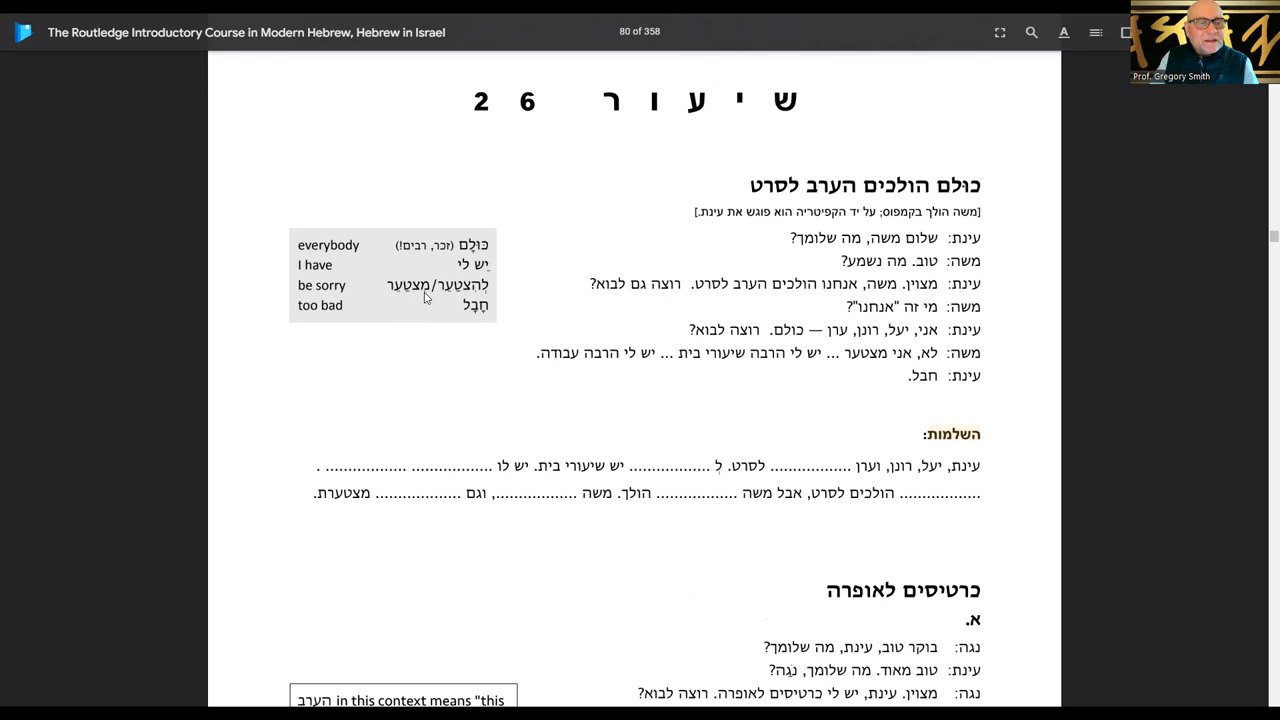 The Routledge Introductory Course in Modern Hebrew, Hebrew in Israel
80 of 358
Prof. Gregory Smith
שיעור 26
כולם הולכים הערב לסרט
[משה הולך בקמפוס; על יד הקפיטריה הוא פוגש את עינת.]
עינת: שלום משה, מה שלומך?
משה: טוב. מה נשמע?
עינת: מצוין. משה, אנחנו הולכים הערב לסרט. רוצה גם לבוא?
משה: מי זה "אנחנו"?
עינת: אני, יעל, רונן, ערן — כולם. רוצה לבוא?
משה: לא, אני מצטער ... יש לי הרבה שיעורי בית ... יש לי הרבה עבודה.
עינת: חבל.
כּוּלָם (זכר, רבים!) everybody
יֵש לי I have
לְהִצטַעֵר/מִצטַעֵר be sorry
חָבָל too bad
השלמות:
עינת, יעל, רונן, וערן .................. לסרט. לְ .................. יש שיעורי בית. יש לו .................. .................. .
.................. הולכים לסרט, אבל משה .................. הולך. משה .................., וגם .................. מצטערת.
כרטיסים לאופרה
א.
נגה: בוקר טוב, עינת, מה שלומך?
עינת: טוב מאוד. מה שלומך, נֹגַה?
נגה: מצוין. עינת, יש לי כרטיסים לאופרה. רוצה לבוא?
הערב in this context means "this